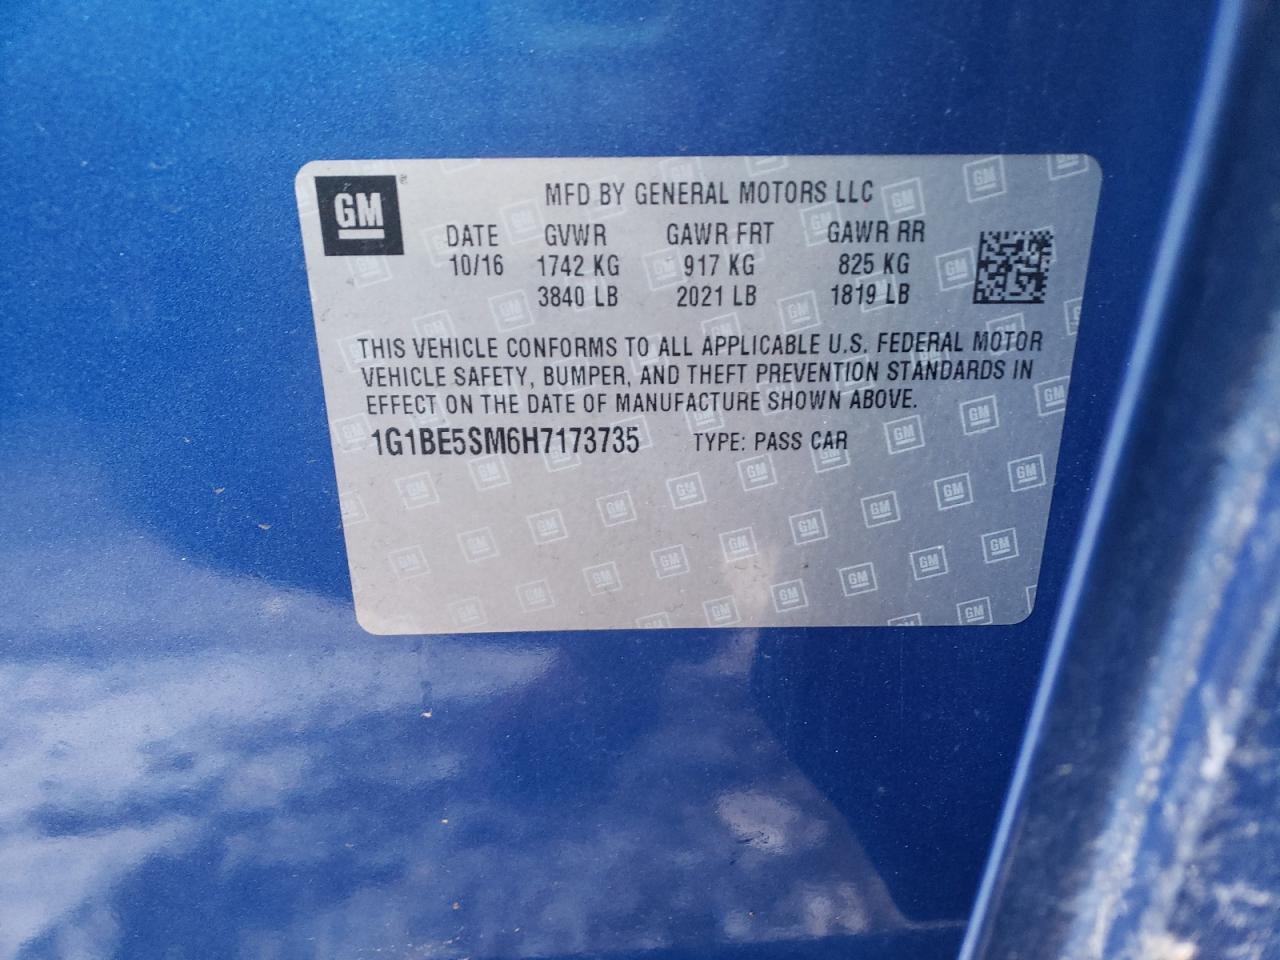 GM
MFD BY GENERAL MOTORS LLC
DATE GVWR GAWR FRT GAWR RR
10/16 1742 KG 917 KG 825 KG
3840 LB 2021 LB 1819 LB
THIS VEHICLE CONFORMS TO ALL APPLICABLE U.S. FEDERAL MOTOR
VEHICLE SAFETY, BUMPER, AND THEFT PREVENTION STANDARDS IN
EFFECT ON THE DATE OF MANUFACTURE SHOWN ABOVE.
1G1BE5SM6H7173735 TYPE: PASS CAR